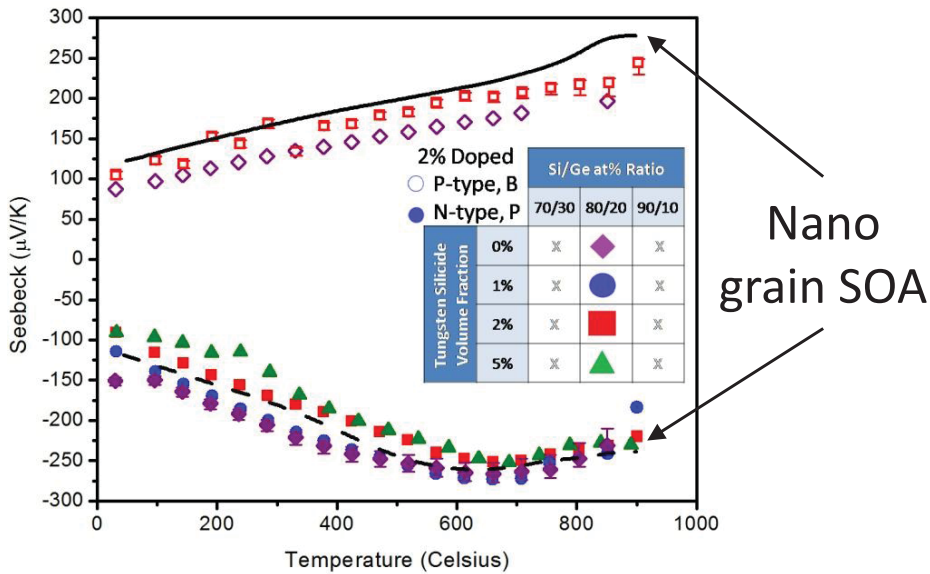 300
250
200
150
100
50
0
-50
-100
-150
-200
-250
-300
Seebeck (μV/K)
0 200 400 600 800 1000
Temperature (Celsius)
2% Doped
P-type, B
N-type, P
Si/Ge at% Ratio
70/30 80/20 90/10
Tungsten Silicide
Volume Fraction
0% X X
1% X X
2% X X
5% X X
Nano
grain SOA